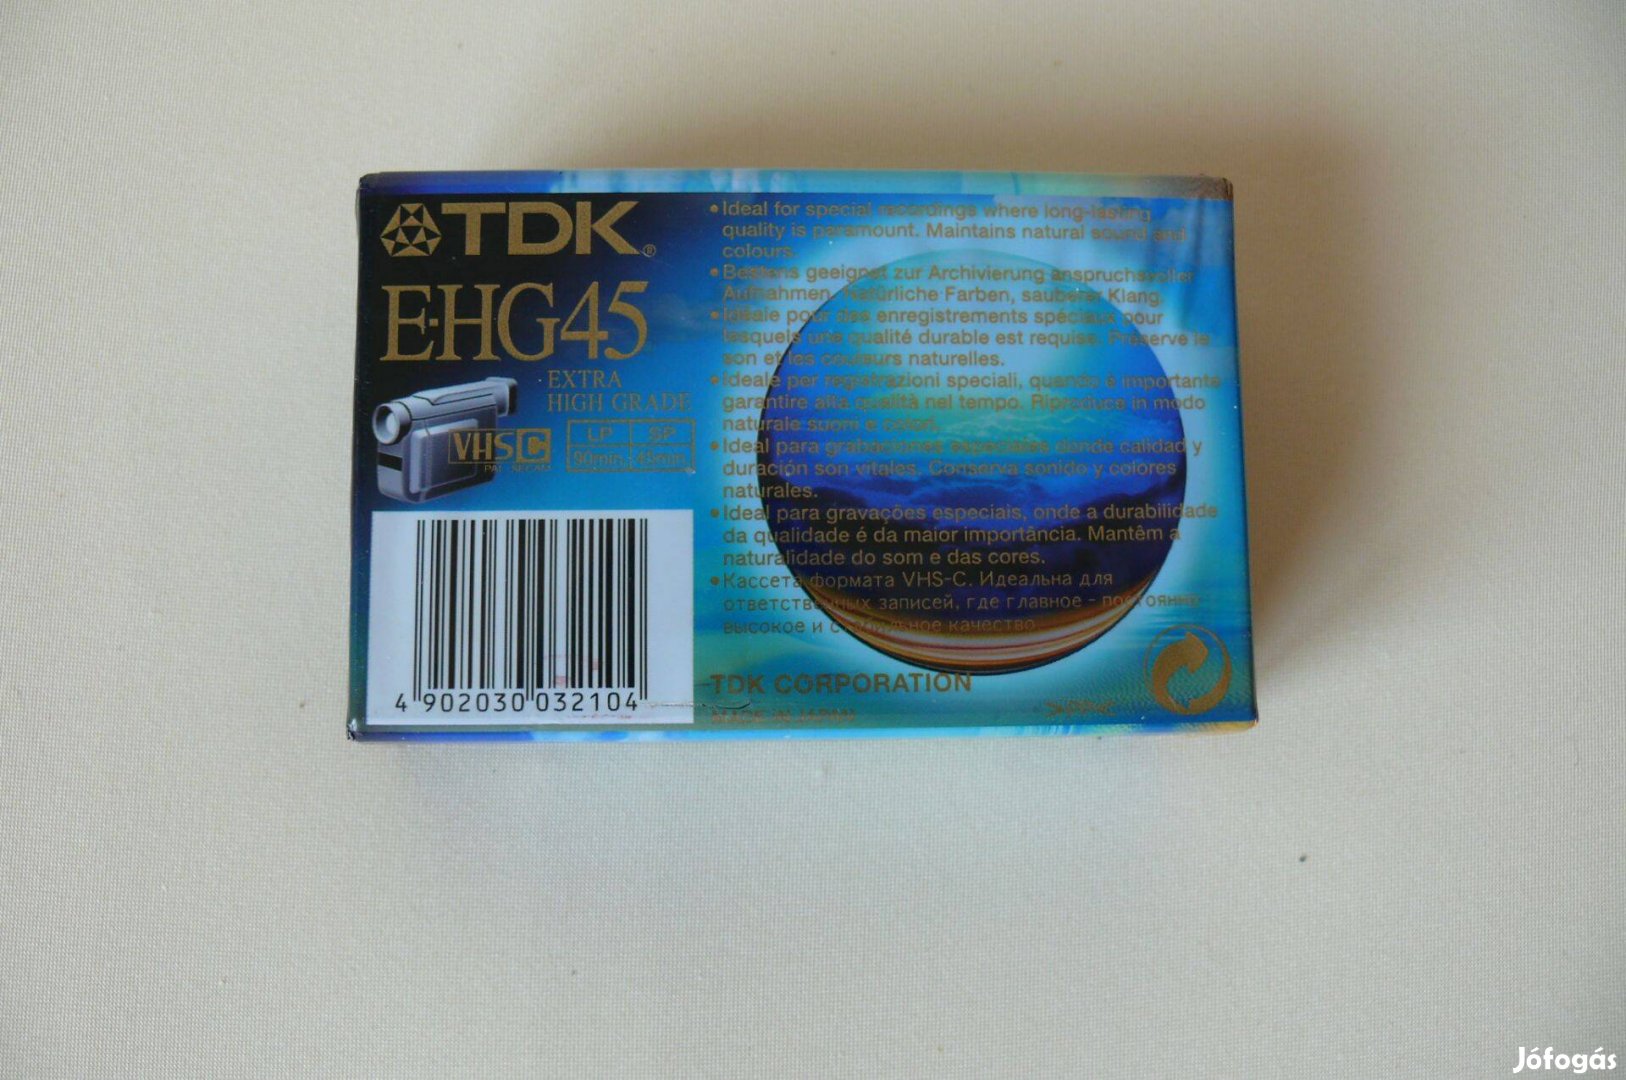 TDK®
E-HG45
EXTRA
HIGH GRADE
VHS C
PAL·SECAM
LP SP
90min 45min
4 902030 032104
•Ideal for special recordings where long-lasting
quality is paramount. Maintains natural sound and
colours.
•Bestens geeignet zur Archivierung anspruchsvoller
Aufnahmen. Natürliche Farben, sauberer Klang.
•Idéale pour des enregistrements spéciaux pour
lesquels une qualité durable est requise. Préserve le
son et les couleurs naturelles.
•Ideale per registrazioni speciali, quando è importante
garantire alta qualità nel tempo. Riproduce in modo
naturale suoni e colori.
•Ideal para grabaciones especiales donde calidad y
duración son vitales. Conserva sonido y colores
naturales.
•Ideal para gravações especiais, onde a durabilidade
da qualidade é da maior importância. Mantêm a
naturalidade do som e das cores.
•Кассета формата VHS-C. Идеальна для
ответственных записей, где главное - постоянно
высокое и стабильное качество.
TDK CORPORATION
MADE IN JAPAN
Jófogás